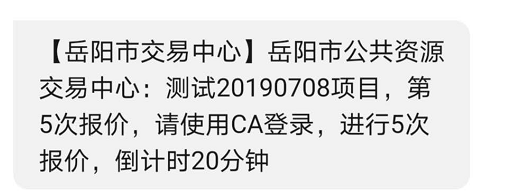 【岳阳市交易中心】岳阳市公共资源
交易中心：测试20190708项目，第
5次报价，请使用CA登录，进行5次
报价，倒计时20分钟